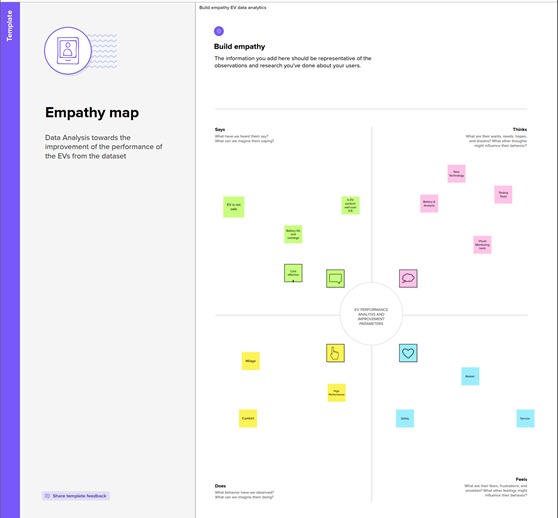 Template
Build empathy EV data analytics
Build empathy
The information you add here should be representative of the
observations and research you've done about your users.
Empathy map
Data Analysis towards the
improvement of the performance of
the EVs from the dataset
Says
What have we heard them say?
What can we imagine them saying?
Thinks
What are their wants, needs, hopes,
and dreams? What other thoughts
might influence their behavior?
EV is not
safe
Is EV
perform
well over
ICE
Battery life
and
recharge
Cost
effective
New
Technology
Testing
Tools
Battery &
Analysis
Visual
Monitoring
tools
EV PERFORMANCE
ANALYSIS AND
IMPROVEMENT
PARAMETERS
Milage
High
Performance
Comfort
Market
Safety
Service
Does
What behavior have we observed?
What can we imagine them doing?
Feels
What are their fears, frustrations, and
anxieties? What other feelings might
influence their behavior?
Share template feedback